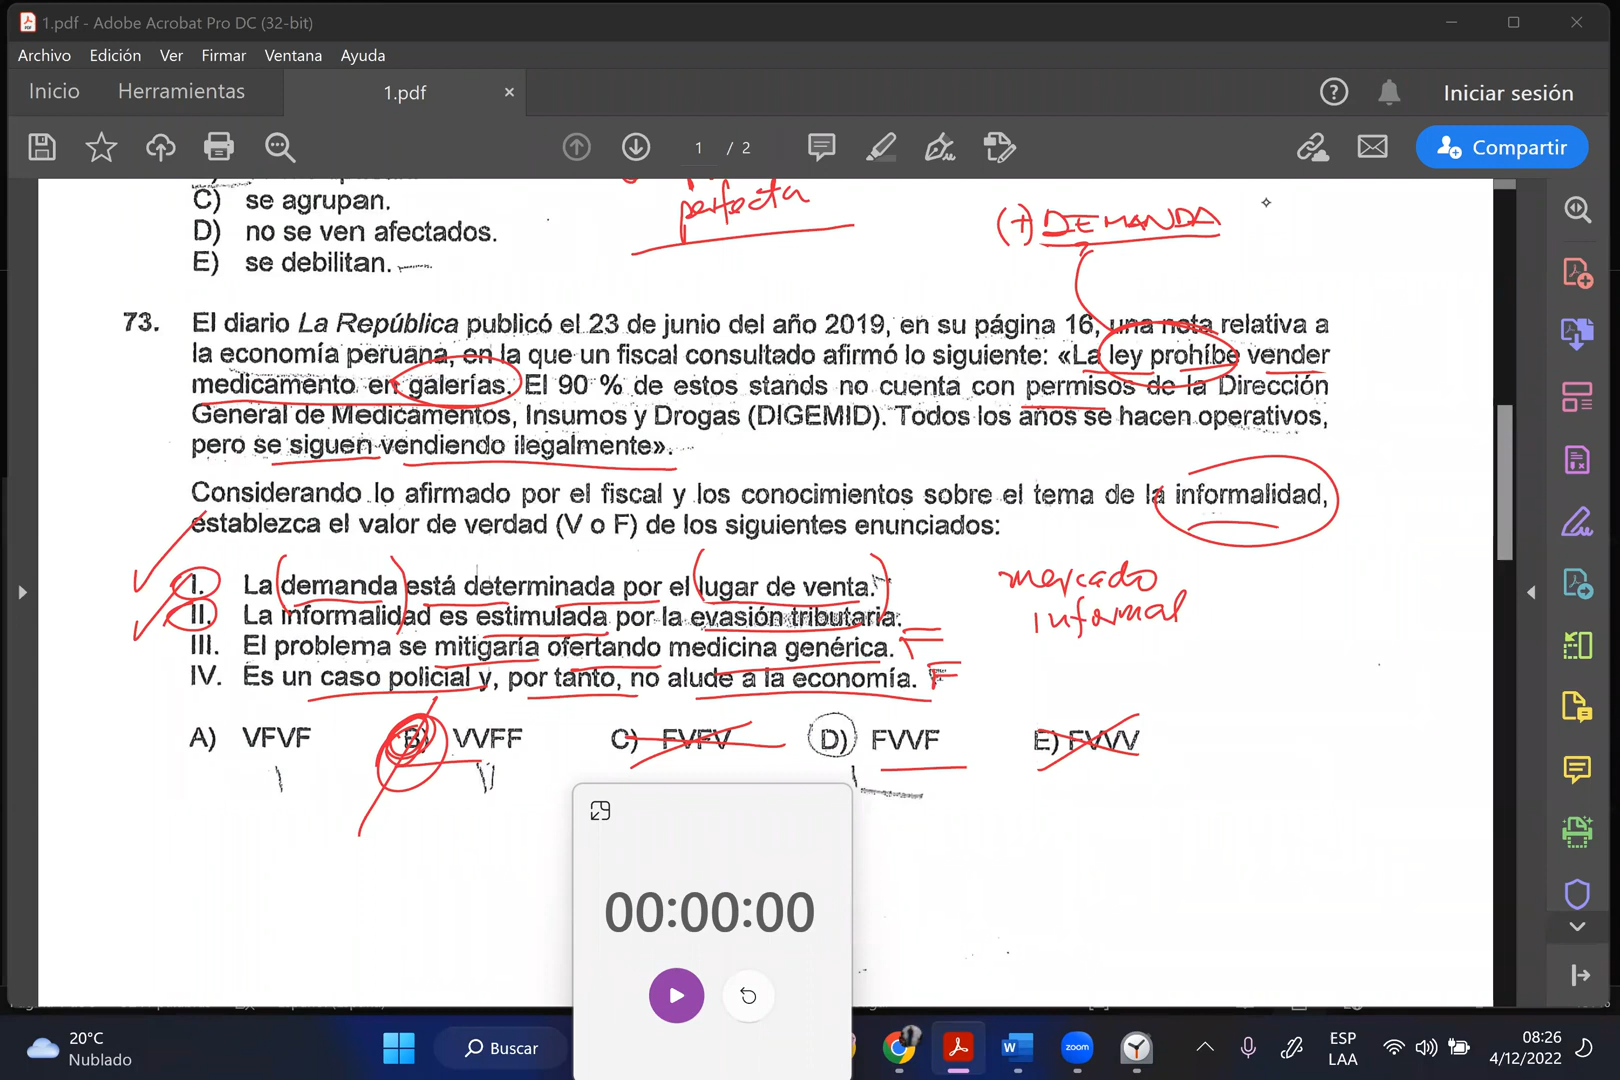 1.pdf - Adobe Acrobat Pro DC (32-bit)
Archivo Edición Ver Firmar Ventana Ayuda
Inicio Herramientas 1.pdf × Iniciar sesión
1 / 2 Compartir
perfecta
C) se agrupan.
(+) DEMANDA
D) no se ven afectados.
E) se debilitan.
73. El diario La República publicó el 23 de junio del año 2019, en su página 16, una nota relativa a
la economía peruana, en la que un fiscal consultado afirmó lo siguiente: «La ley prohíbe vender
medicamento en galerías. El 90 % de estos stands no cuenta con permisos de la Dirección
General de Medicamentos, Insumos y Drogas (DIGEMID). Todos los años se hacen operativos,
pero se siguen vendiendo ilegalmente».
Considerando lo afirmado por el fiscal y los conocimientos sobre el tema de la informalidad,
establezca el valor de verdad (V o F) de los siguientes enunciados:
I. La demanda está determinada por el lugar de venta.
II. La informalidad es estimulada por la evasión tributaria.
III. El problema se mitigaría ofertando medicina genérica. F
IV. Es un caso policial y, por tanto, no alude a la economía. F
mercado
informal
A) VFVF B) VVFF C) FVFV D) FVVF E) FVVV
00:00:00
20°C
Nublado
Buscar
W zoom
ESP
LAA
08:26
4/12/2022